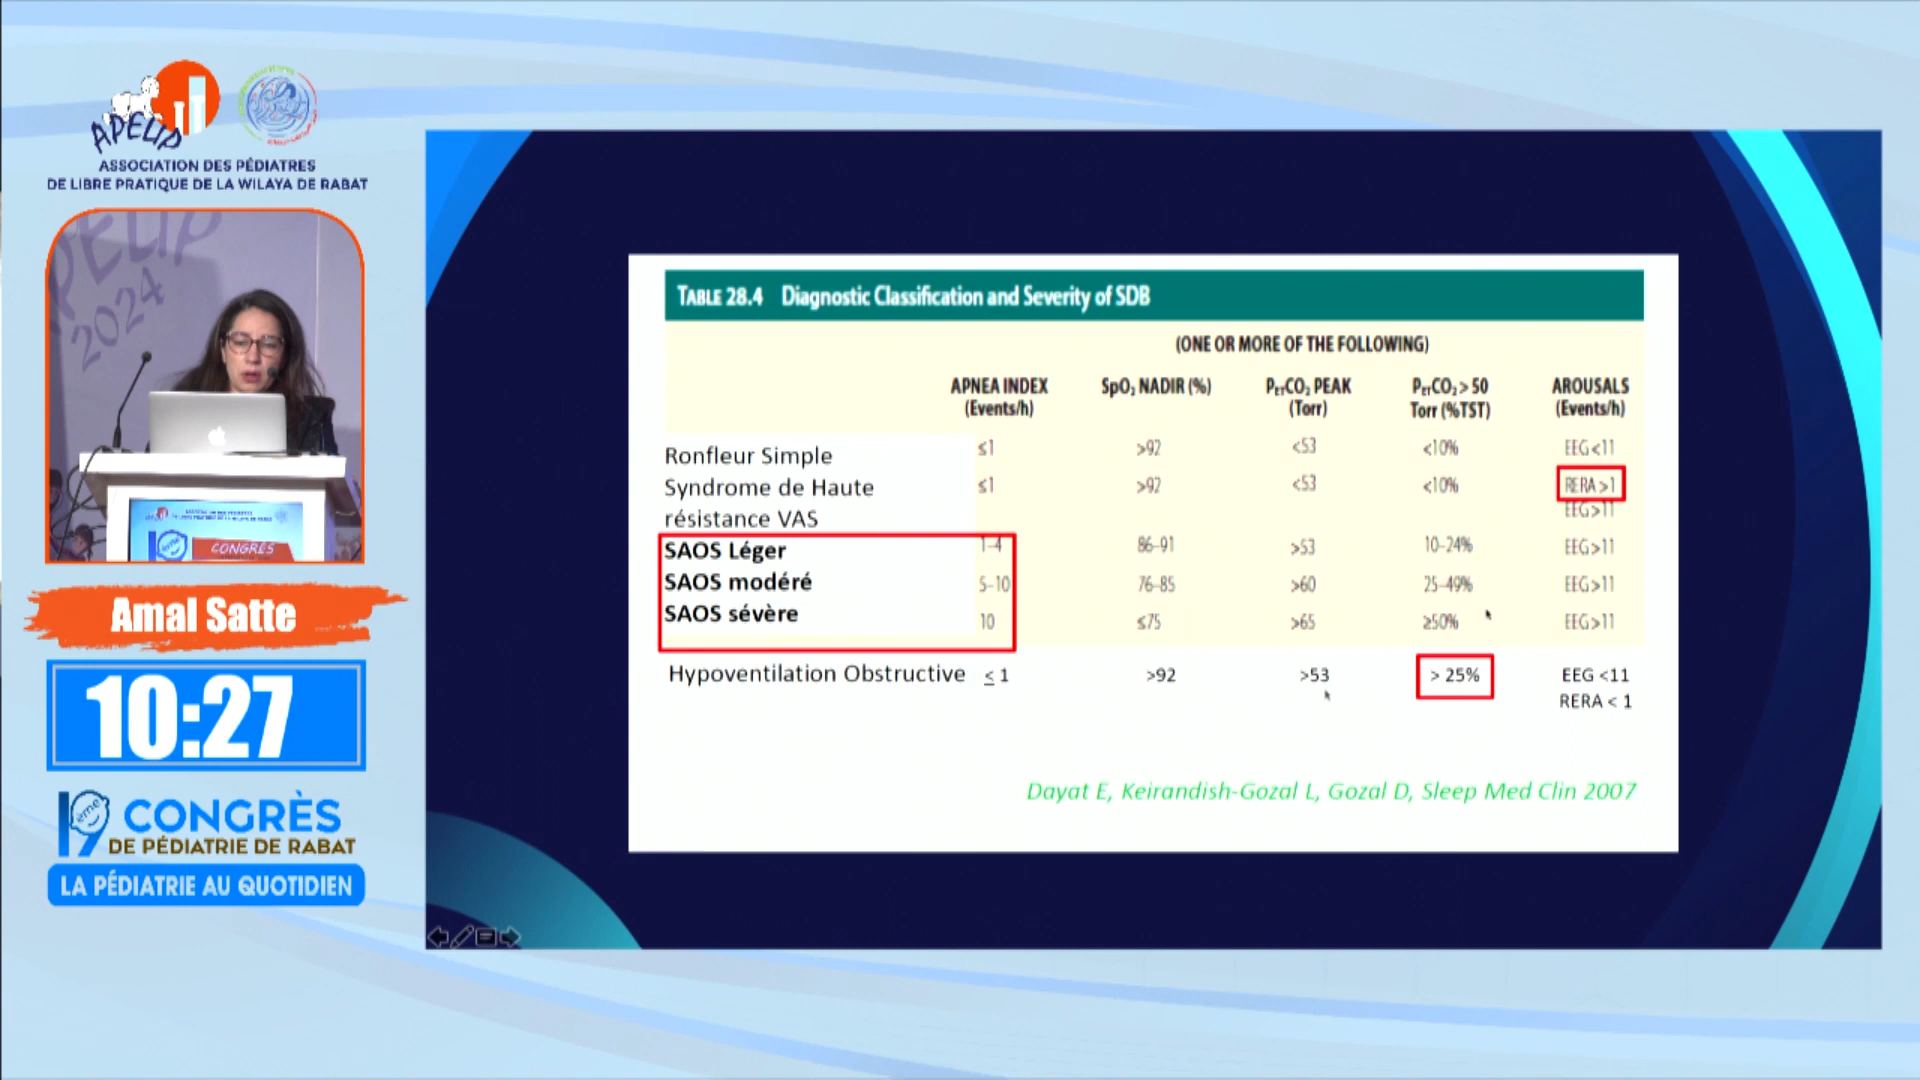 APELIP
ASSOCIATION DES PÉDIATRES
DE LIBRE PRATIQUE DE LA WILAYA DE RABAT
APELIP
2024
CONGRÈS
Amal Satte
10:27
19ème CONGRÈS
DE PÉDIATRIE DE RABAT
LA PÉDIATRIE AU QUOTIDIEN
TABLE 28.4 Diagnostic Classification and Severity of SDB
(ONE OR MORE OF THE FOLLOWING)
APNEA INDEX (Events/h) SpO₂ NADIR (%) PETCO₂ PEAK (Torr) PETCO₂ > 50 Torr (%TST) AROUSALS (Events/h)
Ronfleur Simple ≤1 >92 <53 <10% EEG<11
Syndrome de Haute ≤1 >92 <53 <10% RERA >1
résistance VAS EEG>11
SAOS Léger 1–4 86–91 >53 10–24% EEG>11
SAOS modéré 5–10 76–85 >60 25–49% EEG>11
SAOS sévère 10 ≤75 >65 ≥50% EEG>11
Hypoventilation Obstructive ≤ 1 >92 >53 > 25% EEG <11
RERA < 1
Dayat E, Keirandish-Gozal L, Gozal D, Sleep Med Clin 2007